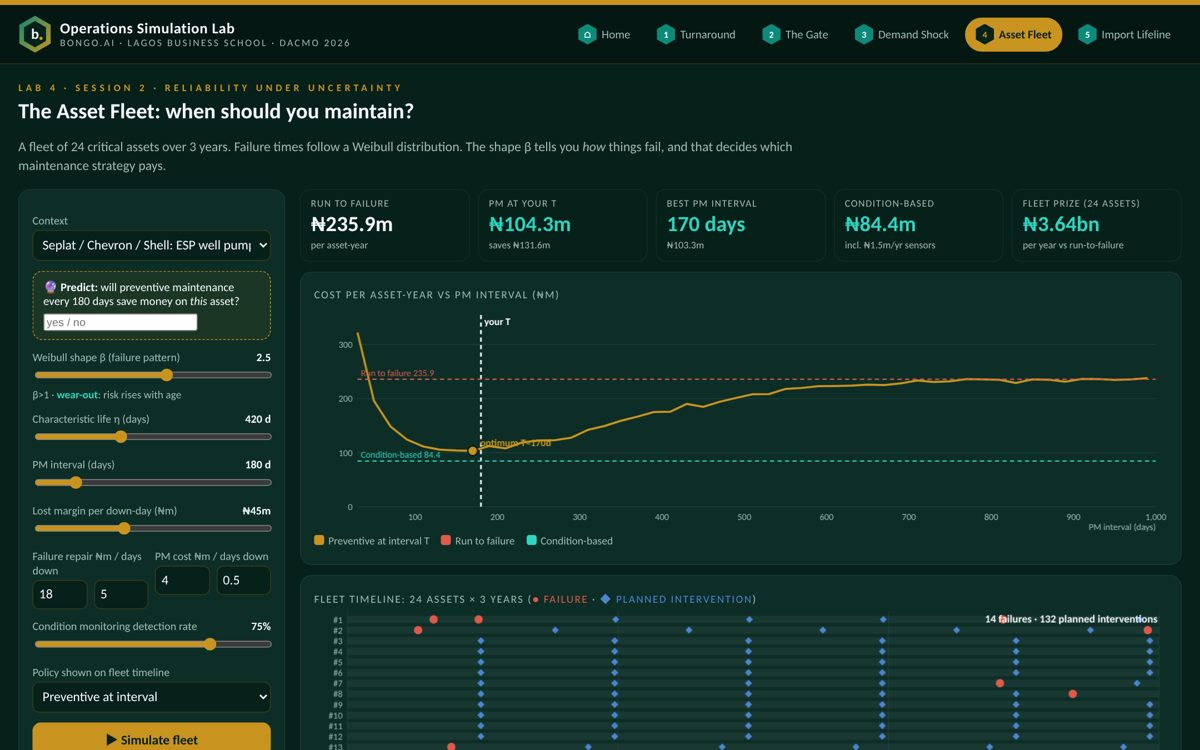 b.
Operations Simulation Lab
BONGO.AI · LAGOS BUSINESS SCHOOL · DACMO 2026
Home
1 Turnaround
2 The Gate
3 Demand Shock
4 Asset Fleet
5 Import Lifeline
LAB 4 · SESSION 2 · RELIABILITY UNDER UNCERTAINTY
The Asset Fleet: when should you maintain?
A fleet of 24 critical assets over 3 years. Failure times follow a Weibull distribution. The shape β tells you how things fail, and that decides which
maintenance strategy pays.
Context
Seplat / Chevron / Shell: ESP well pump
🔮 Predict: will preventive maintenance
every 180 days save money on this asset?
yes / no
Weibull shape β (failure pattern) 2.5
β>1 · wear-out: risk rises with age
Characteristic life η (days) 420 d
PM interval (days) 180 d
Lost margin per down-day (₦m) ₦45m
Failure repair ₦m / days
down
PM cost ₦m / days down
18 5 4 0.5
Condition monitoring detection rate 75%
Policy shown on fleet timeline
Preventive at interval
▶ Simulate fleet
RUN TO FAILURE
₦235.9m
per asset-year
PM AT YOUR T
₦104.3m
saves ₦131.6m
BEST PM INTERVAL
170 days
₦103.3m
CONDITION-BASED
₦84.4m
incl. ₦1.5m/yr sensors
FLEET PRIZE (24 ASSETS)
₦3.64bn
per year vs run-to-failure
COST PER ASSET-YEAR VS PM INTERVAL (₦M)
your T
300
Run to failure 235.9
200
optimum T≈170d
Condition-based 84.4
100
0
100 200 300 400 500 600 700 800 900 1,000
PM interval (days)
Preventive at interval T Run to failure Condition-based
FLEET TIMELINE: 24 ASSETS × 3 YEARS (● FAILURE · ◆ PLANNED INTERVENTION)
14 failures · 132 planned interventions
#1
#2
#3
#4
#5
#6
#7
#8
#9
#10
#11
#12
#13